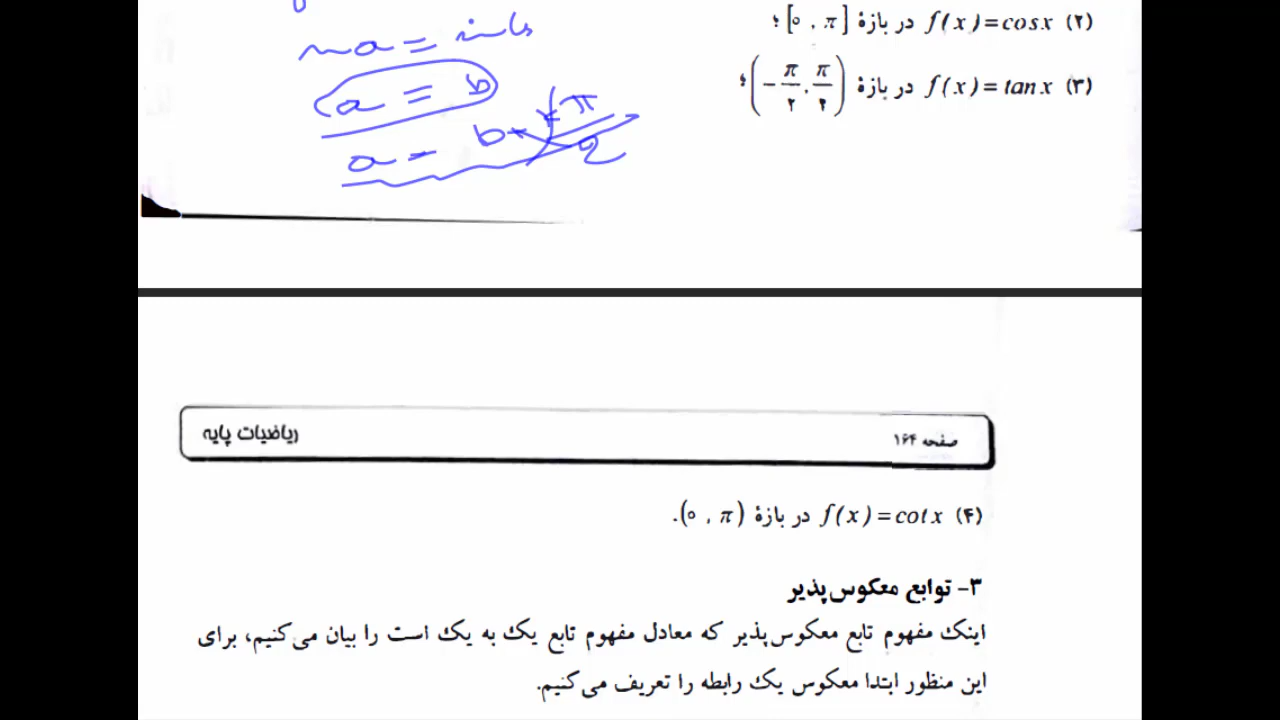 (۲) f(x)=cosx در بازهٔ [۰ , π] ؛
(۳) f(x)=tan x در بازهٔ (-π/۲ , π/۲) ؛
a = b
صفحه ۱۶۴
ریاضیات پایه
(۴) f(x)=cot x در بازهٔ (۰ , π).
۳- توابع معکوس‌پذیر
اینک مفهوم تابع معکوس‌پذیر که معادل مفهوم تابع یک به یک است را بیان می‌کنیم، برای
این منظور ابتدا معکوس یک رابطه را تعریف می‌کنیم.